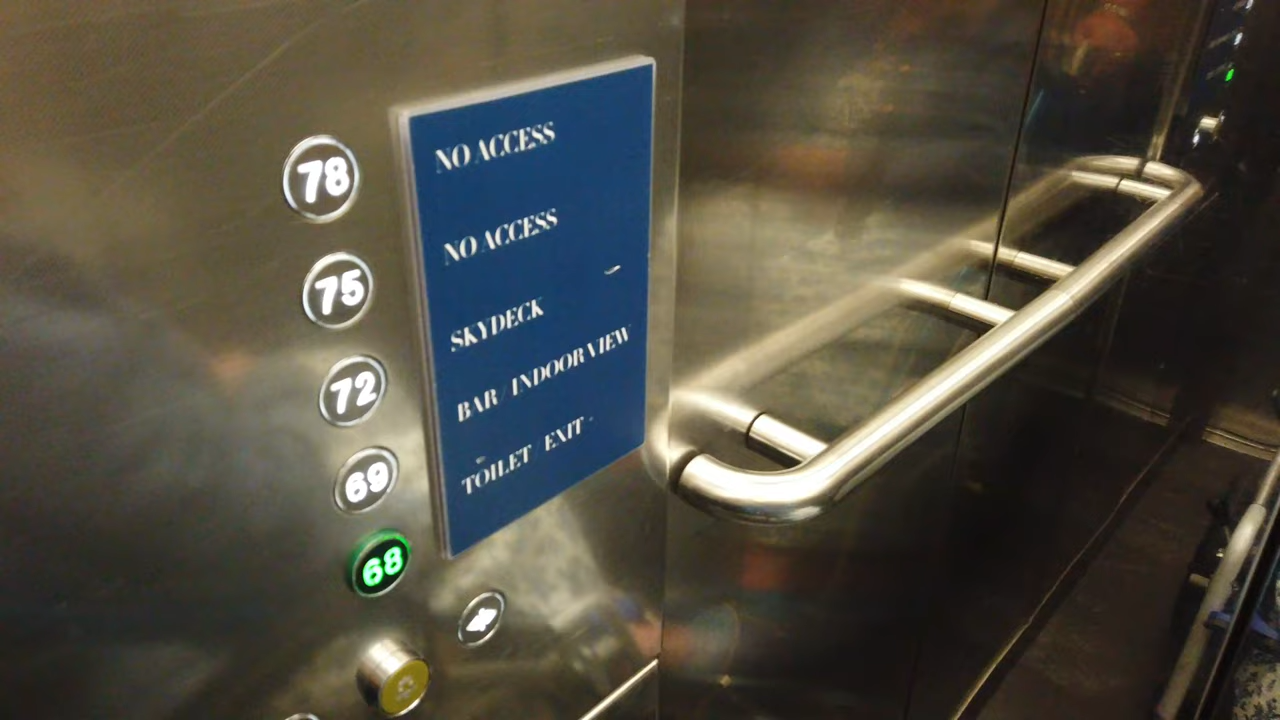 78 NO ACCESS
75 NO ACCESS
72 SKYDECK
69 BAR / INDOOR VIEW
68 TOILET / EXIT